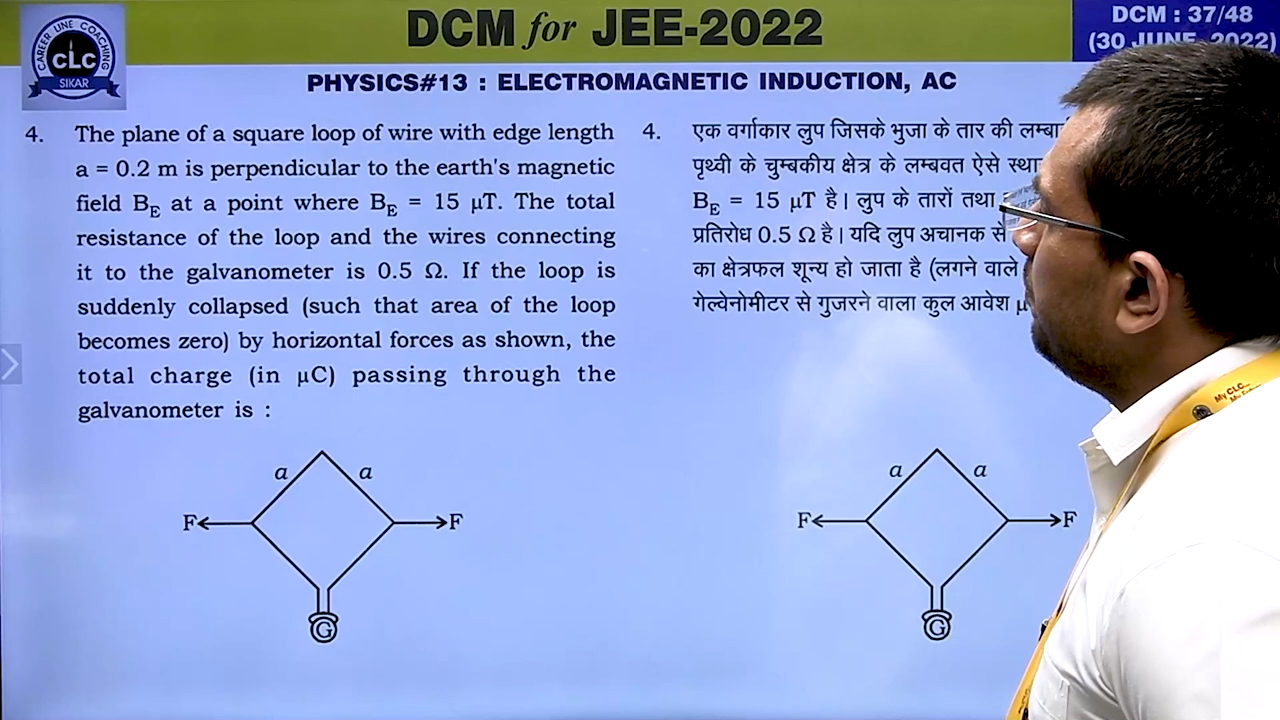 DCM for JEE-2022
DCM : 37/48
(30 JUNE, 2022)
CAREER LINE COACHING
CLC
SIKAR
PHYSICS#13 : ELECTROMAGNETIC INDUCTION, AC
4. The plane of a square loop of wire with edge length
a = 0.2 m is perpendicular to the earth's magnetic
field B_E at a point where B_E = 15 μT. The total
resistance of the loop and the wires connecting
it to the galvanometer is 0.5 Ω. If the loop is
suddenly collapsed (such that area of the loop
becomes zero) by horizontal forces as shown, the
total charge (in μC) passing through the
galvanometer is :
a a
F F
G
4. एक वर्गाकार लुप जिसके भुजा के तार की
पृथ्वी के चुम्बकीय क्षेत्र के लम्बवत ऐसे
B_E = 15 μT है। लुप के तारों तथा
प्रतिरोध 0.5 Ω है। यदि लुप अचानक से
का क्षेत्रफल शून्य हो जाता है (लगने वाले
गेल्वेनोमीटर से गुजरने वाला कुल आवेश
a a
F F
G
My CLC...